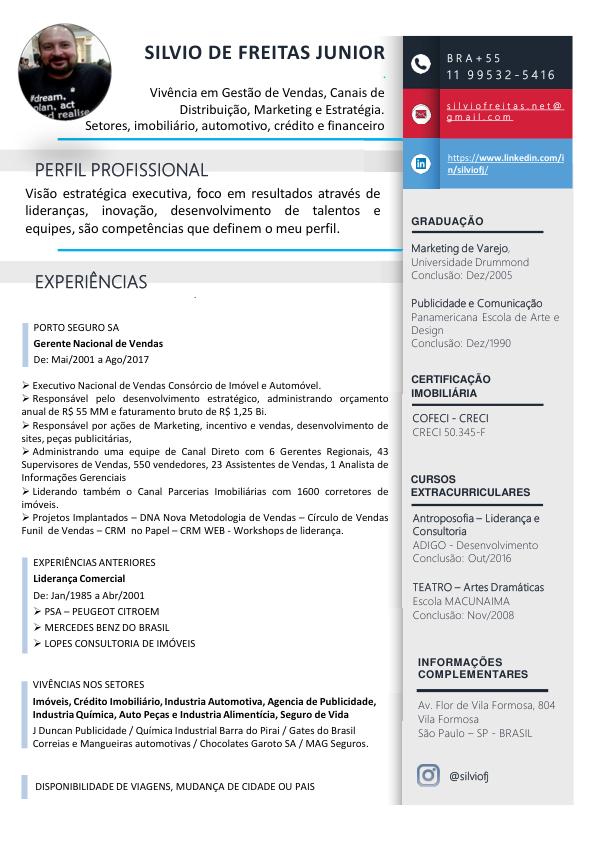 #dream.
plan, act
and realise
SILVIO DE FREITAS JUNIOR
Vivência em Gestão de Vendas, Canais de
Distribuição, Marketing e Estratégia.
Setores, imobiliário, automotivo, crédito e financeiro
PERFIL PROFISSIONAL
Visão estratégica executiva, foco em resultados através de
lideranças, inovação, desenvolvimento de talentos e
equipes, são competências que definem o meu perfil.
EXPERIÊNCIAS
PORTO SEGURO SA
Gerente Nacional de Vendas
De: Mai/2001 a Ago/2017
➢ Executivo Nacional de Vendas Consórcio de Imóvel e Automóvel.
➢ Responsável pelo desenvolvimento estratégico, administrando orçamento
anual de R$ 55 MM e faturamento bruto de R$ 1,25 Bi.
➢ Responsável por ações de Marketing, incentivo e vendas, desenvolvimento de
sites, peças publicitárias,
➢ Administrando uma equipe de Canal Direto com 6 Gerentes Regionais, 43
Supervisores de Vendas, 550 vendedores, 23 Assistentes de Vendas, 1 Analista de
Informações Gerenciais
➢ Liderando também o Canal Parcerias Imobiliárias com 1600 corretores de
imóveis.
➢ Projetos Implantados – DNA Nova Metodologia de Vendas – Círculo de Vendas
Funil de Vendas – CRM no Papel – CRM WEB - Workshops de liderança.
EXPERIÊNCIAS ANTERIORES
Liderança Comercial
De: Jan/1985 a Abr/2001
➢ PSA – PEUGEOT CITROEM
➢ MERCEDES BENZ DO BRASIL
➢ LOPES CONSULTORIA DE IMÓVEIS
VIVÊNCIAS NOS SETORES
Imóveis, Crédito Imobiliário, Industria Automotiva, Agencia de Publicidade,
Industria Química, Auto Peças e Industria Alimentícia, Seguro de Vida
J Duncan Publicidade / Química Industrial Barra do Pirai / Gates do Brasil
Correias e Mangueiras automotivas / Chocolates Garoto SA / MAG Seguros.
DISPONIBILIDADE DE VIAGENS, MUDANÇA DE CIDADE OU PAIS
BRA+55
11 99532-5416
silviofreitas.net@
gmail.com
https://www.linkedin.com/i
n/silviofj/
GRADUAÇÃO
Marketing de Varejo,
Universidade Drummond
Conclusão: Dez/2005
Publicidade e Comunicação
Panamericana Escola de Arte e
Design
Conclusão: Dez/1990
CERTIFICAÇÃO
IMOBILIÁRIA
COFECI - CRECI
CRECI 50.345-F
CURSOS
EXTRACURRICULARES
Antroposofia – Liderança e
Consultoria
ADIGO - Desenvolvimento
Conclusão: Out/2016
TEATRO – Artes Dramáticas
Escola MACUNAIMA
Conclusão: Nov/2008
INFORMAÇÕES
COMPLEMENTARES
Av. Flor de Vila Formosa, 804
Vila Formosa
São Paulo – SP - BRASIL
@silviofj